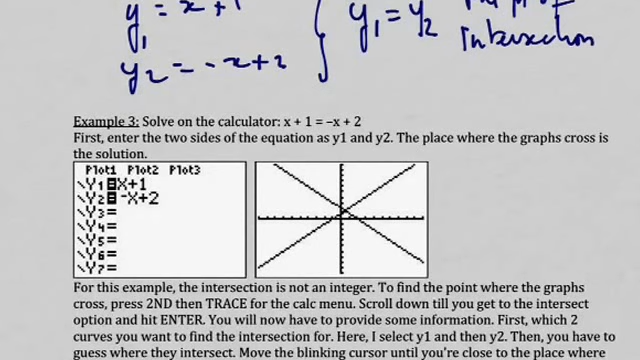 y1 = x+1
y2 = -x+2
y1 = y2
intersection
Example 3: Solve on the calculator: x + 1 = –x + 2
First, enter the two sides of the equation as y1 and y2. The place where the graphs cross is
the solution.
Plot1 Plot2 Plot3
\Y1=X+1
\Y2=-X+2
\Y3=
\Y4=
\Y5=
\Y6=
\Y7=
For this example, the intersection is not an integer. To find the point where the graphs
cross, press 2ND then TRACE for the calc menu. Scroll down till you get to the intersect
option and hit ENTER. You will now have to provide some information. First, which 2
curves you want to find the intersection for. Here, I select y1 and then y2. Then, you have to
guess where they intersect. Move the blinking cursor until you're close to the place where